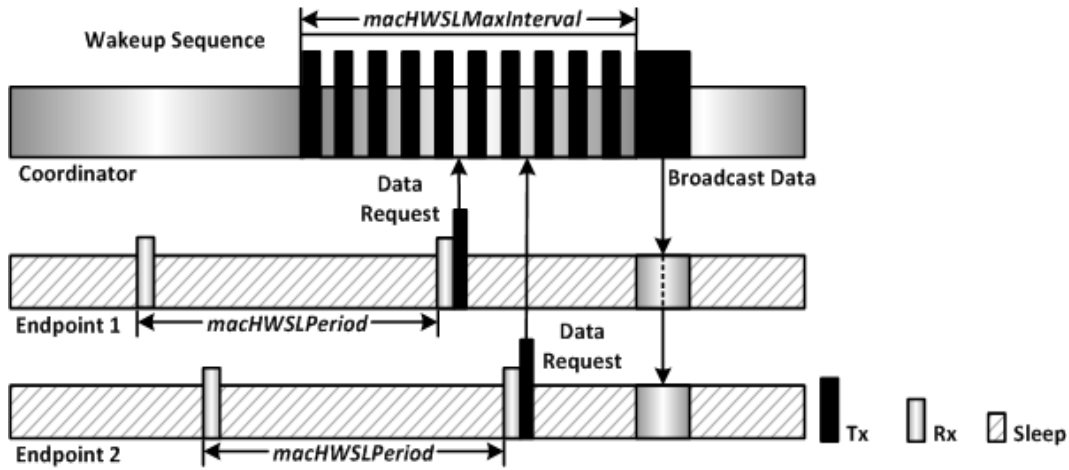 macHWSLMaxInterval
Wakeup Sequence
Coordinator
Data
Request
Broadcast Data
Endpoint 1
macHWSLPeriod
Data
Request
Endpoint 2
macHWSLPeriod
Tx
Rx
Sleep